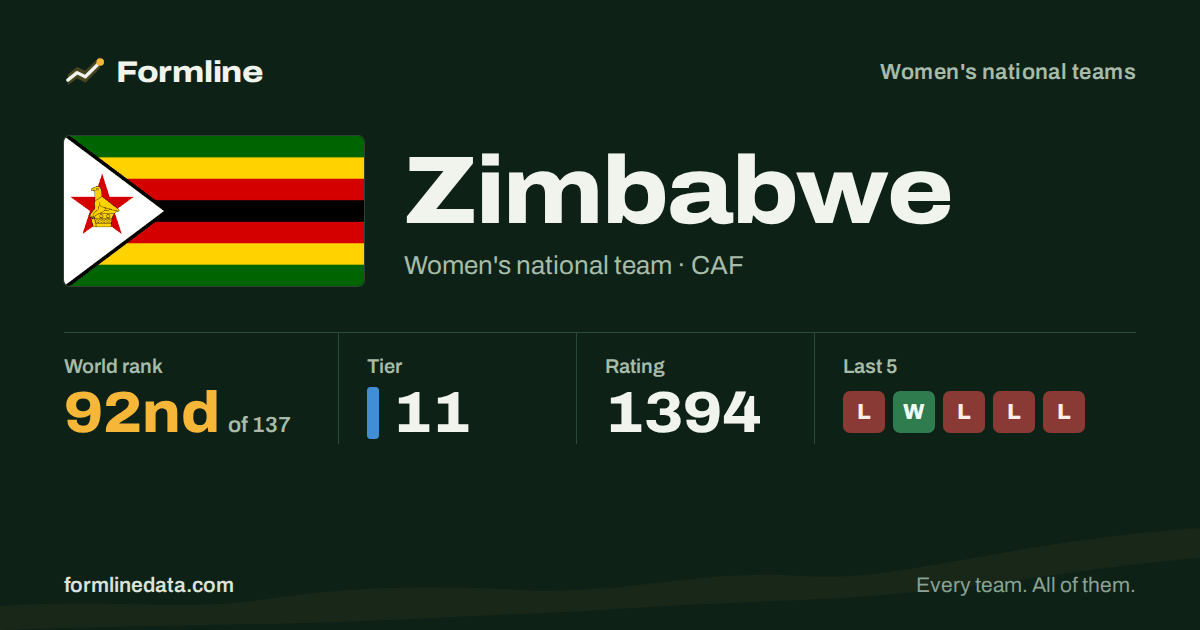 Formline
Women's national teams
Zimbabwe
Women's national team · CAF
World rank
92nd of 137
Tier
11
Rating
1394
Last 5
L W L L L
formlinedata.com
Every team. All of them.